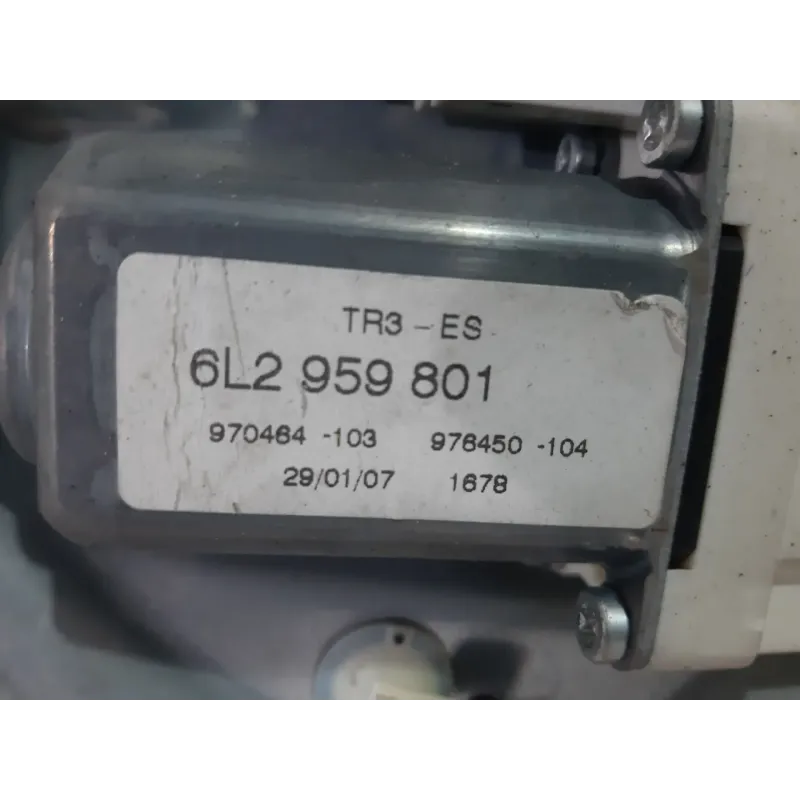 TR3 - ES
6L2 959 801
970464 -103 976450 -104
29/01/07 1678